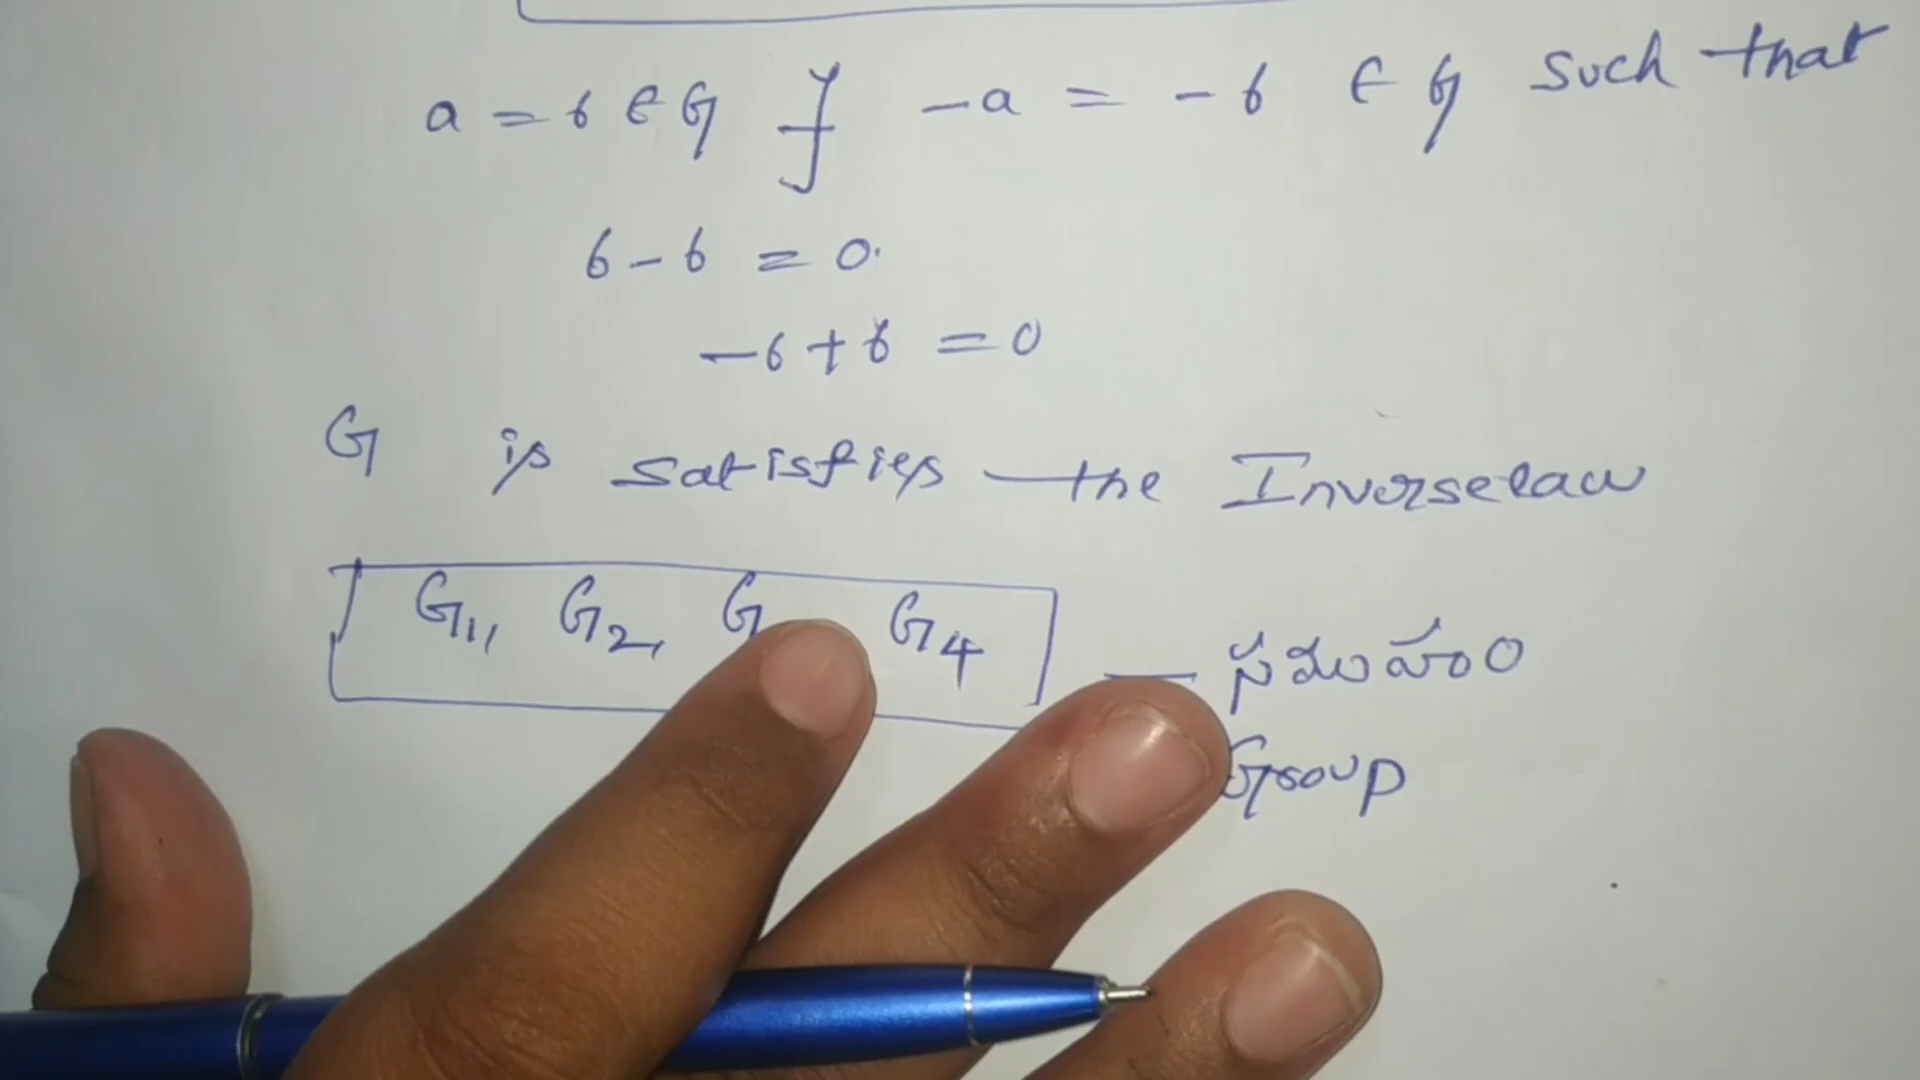 a = 6 ∈ G ∃ -a = -6 ∈ G such that
6 - 6 = 0.
-6 + 6 = 0
G is satisfies the Inverse law
G1, G2, G G4 — సమూహం
Group